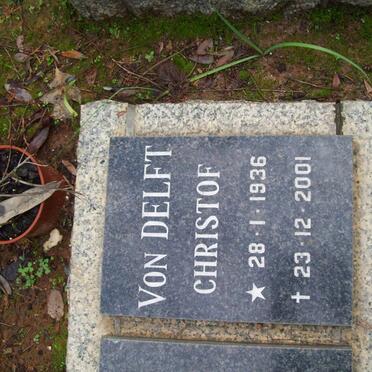 VON DELFT
CHRISTOF
★ 28·1·1936
✝ 23·12·2001